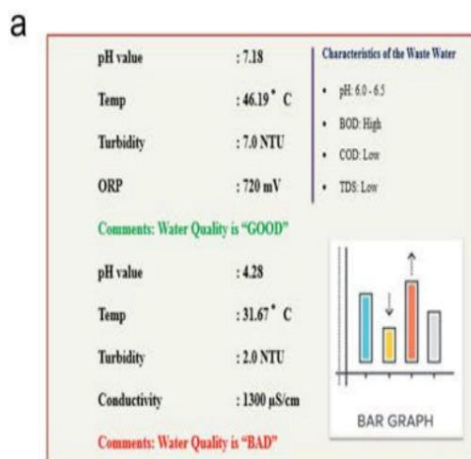 a
pH value : 7.18
Temp : 46.19° C
Turbidity : 7.0 NTU
ORP : 720 mV
Comments: Water Quality is “GOOD”
pH value : 4.28
Temp : 31.67° C
Turbidity : 2.0 NTU
Conductivity : 1300 µS/cm
Comments: Water Quality is “BAD”
Characteristics of the Waste Water
• pH: 6.0 - 6.5
• BOD: High
• COD: Low
• TDS: Low
BAR GRAPH